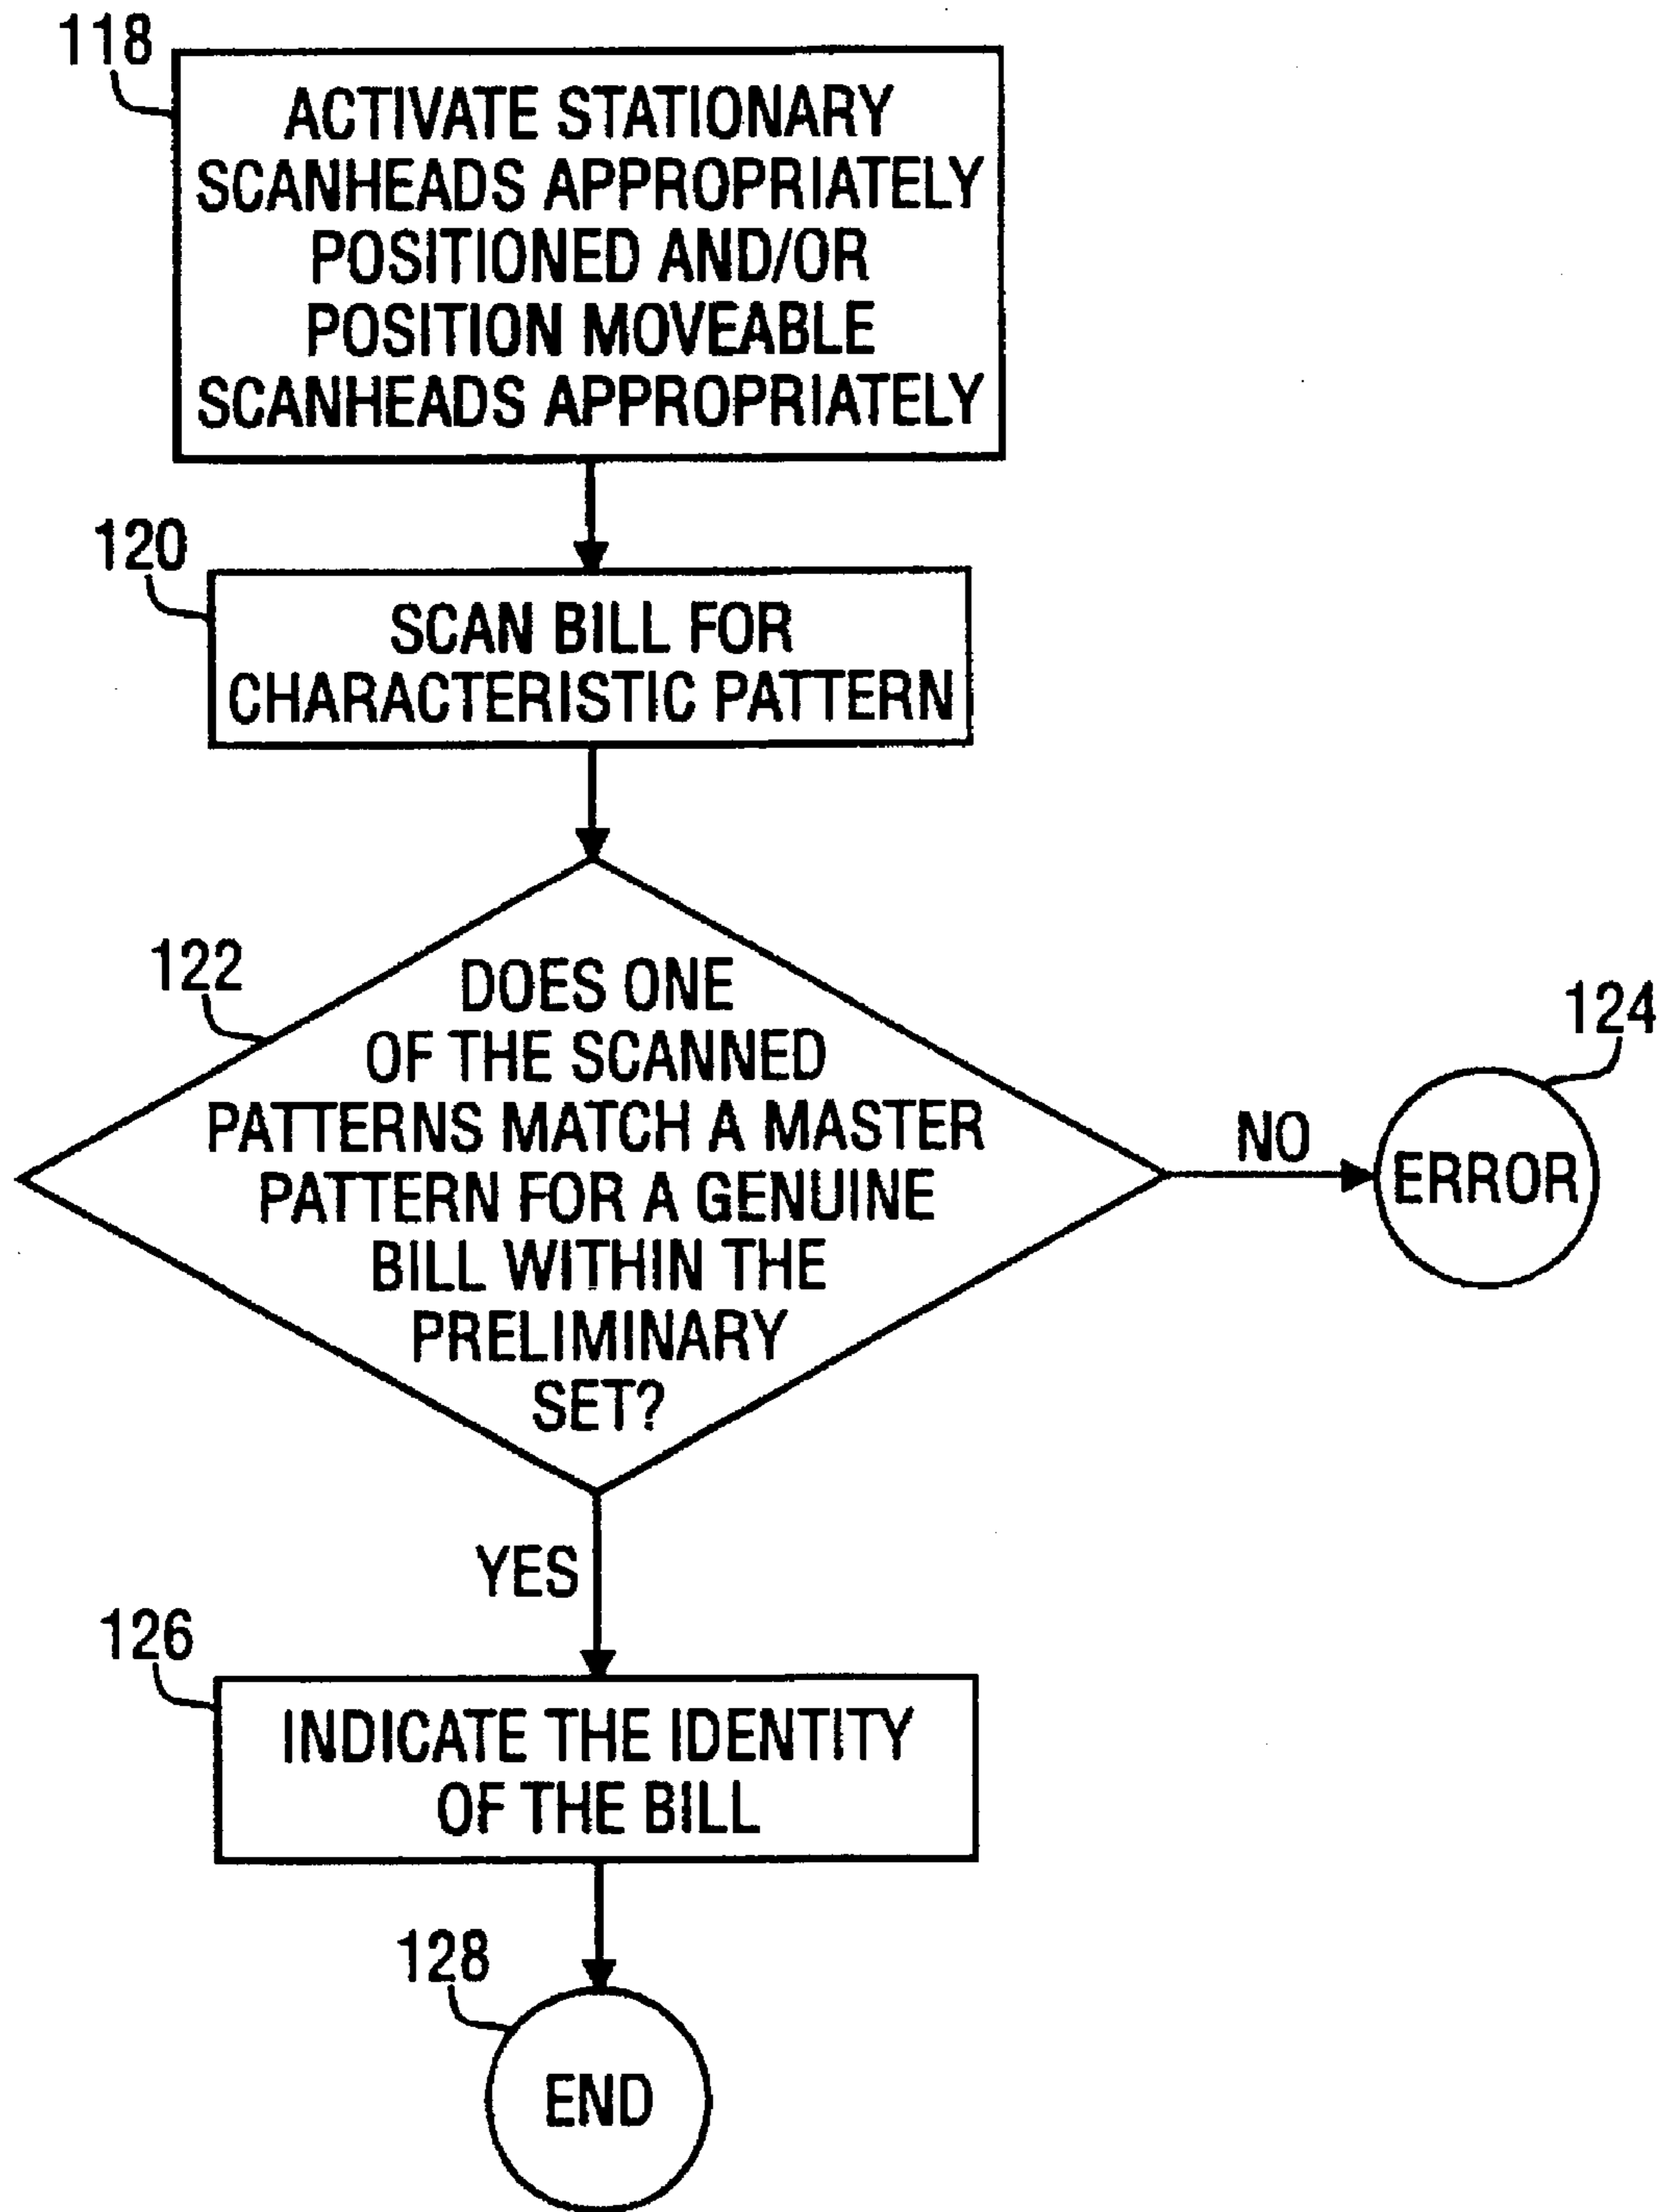 118
ACTIVATE STATIONARY
SCANHEADS APPROPRIATELY
POSITIONED AND/OR
POSITION MOVEABLE
SCANHEADS APPROPRIATELY
120
SCAN BILL FOR
CHARACTERISTIC PATTERN
122
DOES ONE
OF THE SCANNED
PATTERNS MATCH A MASTER
PATTERN FOR A GENUINE
BILL WITHIN THE
PRELIMINARY
SET?
NO
124
ERROR
YES
126
INDICATE THE IDENTITY
OF THE BILL
128
END